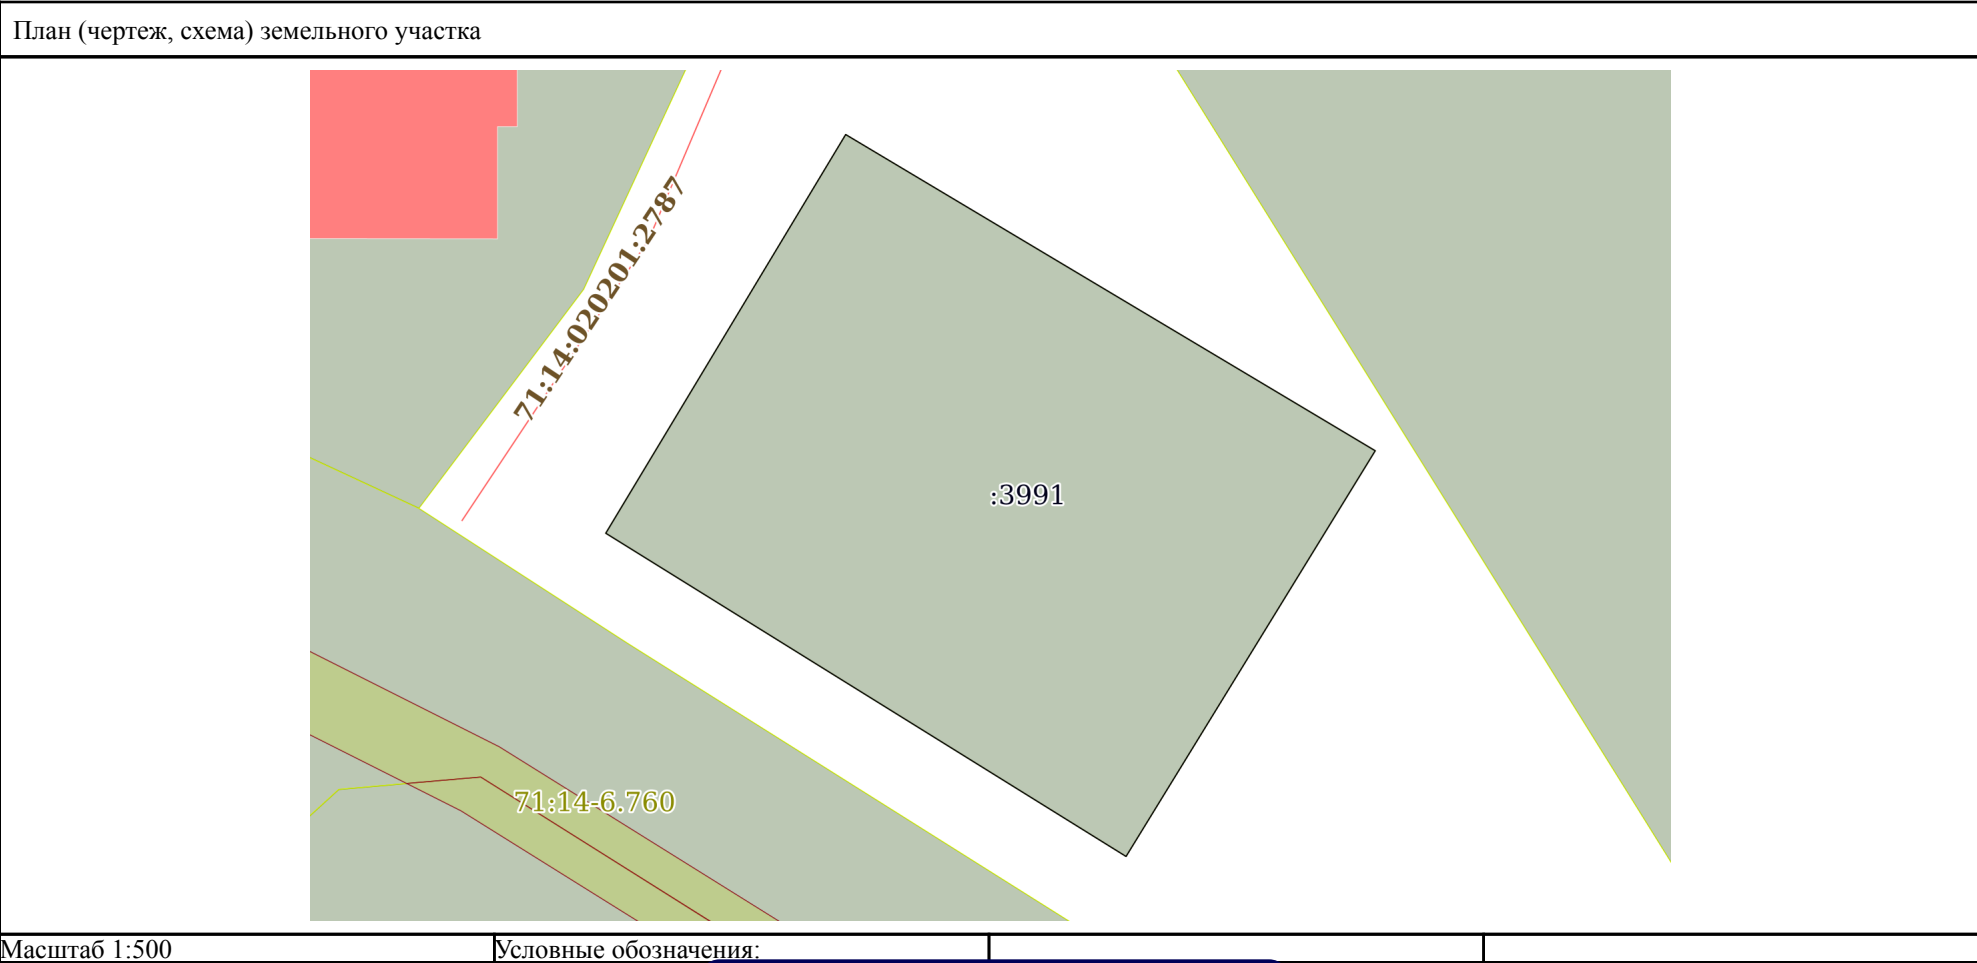 План (чертеж, схема) земельного участка
71:14:020201:2787
:3991
71:14-6.760
Масштаб 1:500
Условные обозначения: